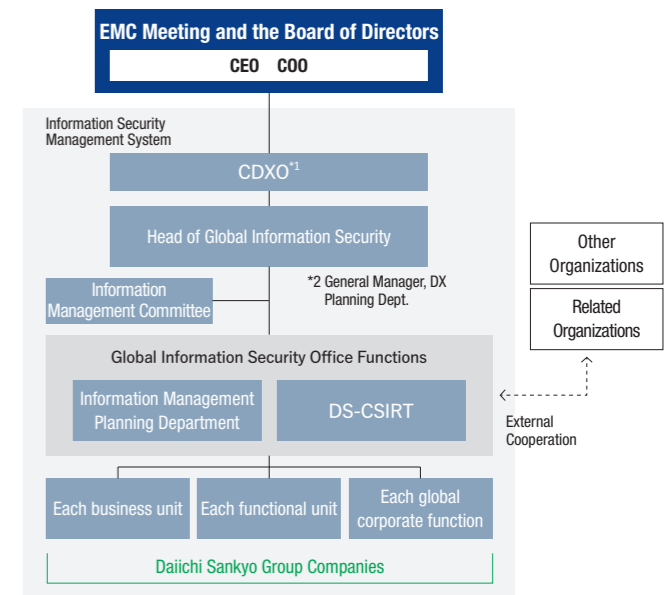 EMC Meeting and the Board of Directors
CEO COO
Information Security
Management System
CDXO*1
Head of Global Information Security
*2 General Manager, DX
Planning Dept.
Information
Management Committee
Other
Organizations
Related
Organizations
Global Information Security Office Functions
Information Management
Planning Department
DS-CSIRT
External
Cooperation
Each business unit
Each functional unit
Each global
corporate function
Daiichi Sankyo Group Companies